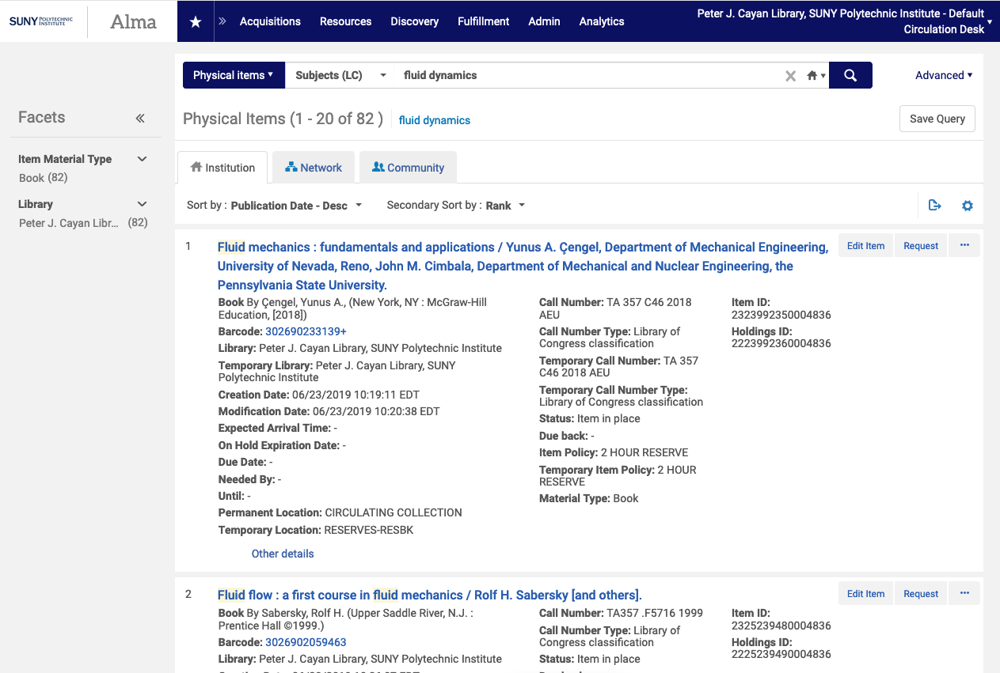 SUNY POLYTECHNIC INSTITUTE
Alma
Acquisitions Resources Discovery Fulfillment Admin Analytics
Peter J. Cayan Library, SUNY Polytechnic Institute - Default
Circulation Desk
Physical items Subjects (LC) fluid dynamics
Advanced
Facets
Physical Items (1 - 20 of 82 ) fluid dynamics
Save Query
Item Material Type
Book (82)
Library
Peter J. Cayan Libr... (82)
Institution Network Community
Sort by : Publication Date - Desc Secondary Sort by : Rank
1
Fluid mechanics : fundamentals and applications / Yunus A. Çengel, Department of Mechanical Engineering,
University of Nevada, Reno, John M. Cimbala, Department of Mechanical and Nuclear Engineering, the
Pennsylvania State University.
Edit Item Request ...
Book By Çengel, Yunus A., (New York, NY : McGraw-Hill
Education, [2018])
Barcode: 302690233139+
Library: Peter J. Cayan Library, SUNY Polytechnic Institute
Temporary Library: Peter J. Cayan Library, SUNY
Polytechnic Institute
Creation Date: 06/23/2019 10:19:11 EDT
Modification Date: 06/23/2019 10:20:38 EDT
Expected Arrival Time: -
On Hold Expiration Date: -
Due Date: -
Needed By: -
Until: -
Permanent Location: CIRCULATING COLLECTION
Temporary Location: RESERVES-RESBK
Other details
Call Number: TA 357 C46 2018
AEU
Call Number Type: Library of
Congress classification
Temporary Call Number: TA 357
C46 2018 AEU
Temporary Call Number Type:
Library of Congress classification
Status: Item in place
Due back: -
Item Policy: 2 HOUR RESERVE
Temporary Item Policy: 2 HOUR
RESERVE
Material Type: Book
Item ID:
2323992350004836
Holdings ID:
2223992360004836
2
Fluid flow : a first course in fluid mechanics / Rolf H. Sabersky [and others].
Edit Item Request ...
Book By Sabersky, Rolf H. (Upper Saddle River, N.J. :
Prentice Hall ©1999.)
Barcode: 3026902059463
Library: Peter J. Cayan Library, SUNY Polytechnic Institute
Call Number: TA357 .F5716 1999
Call Number Type: Library of
Congress classification
Status: Item in place
Item ID:
2325239480004836
Holdings ID:
2225239490004836